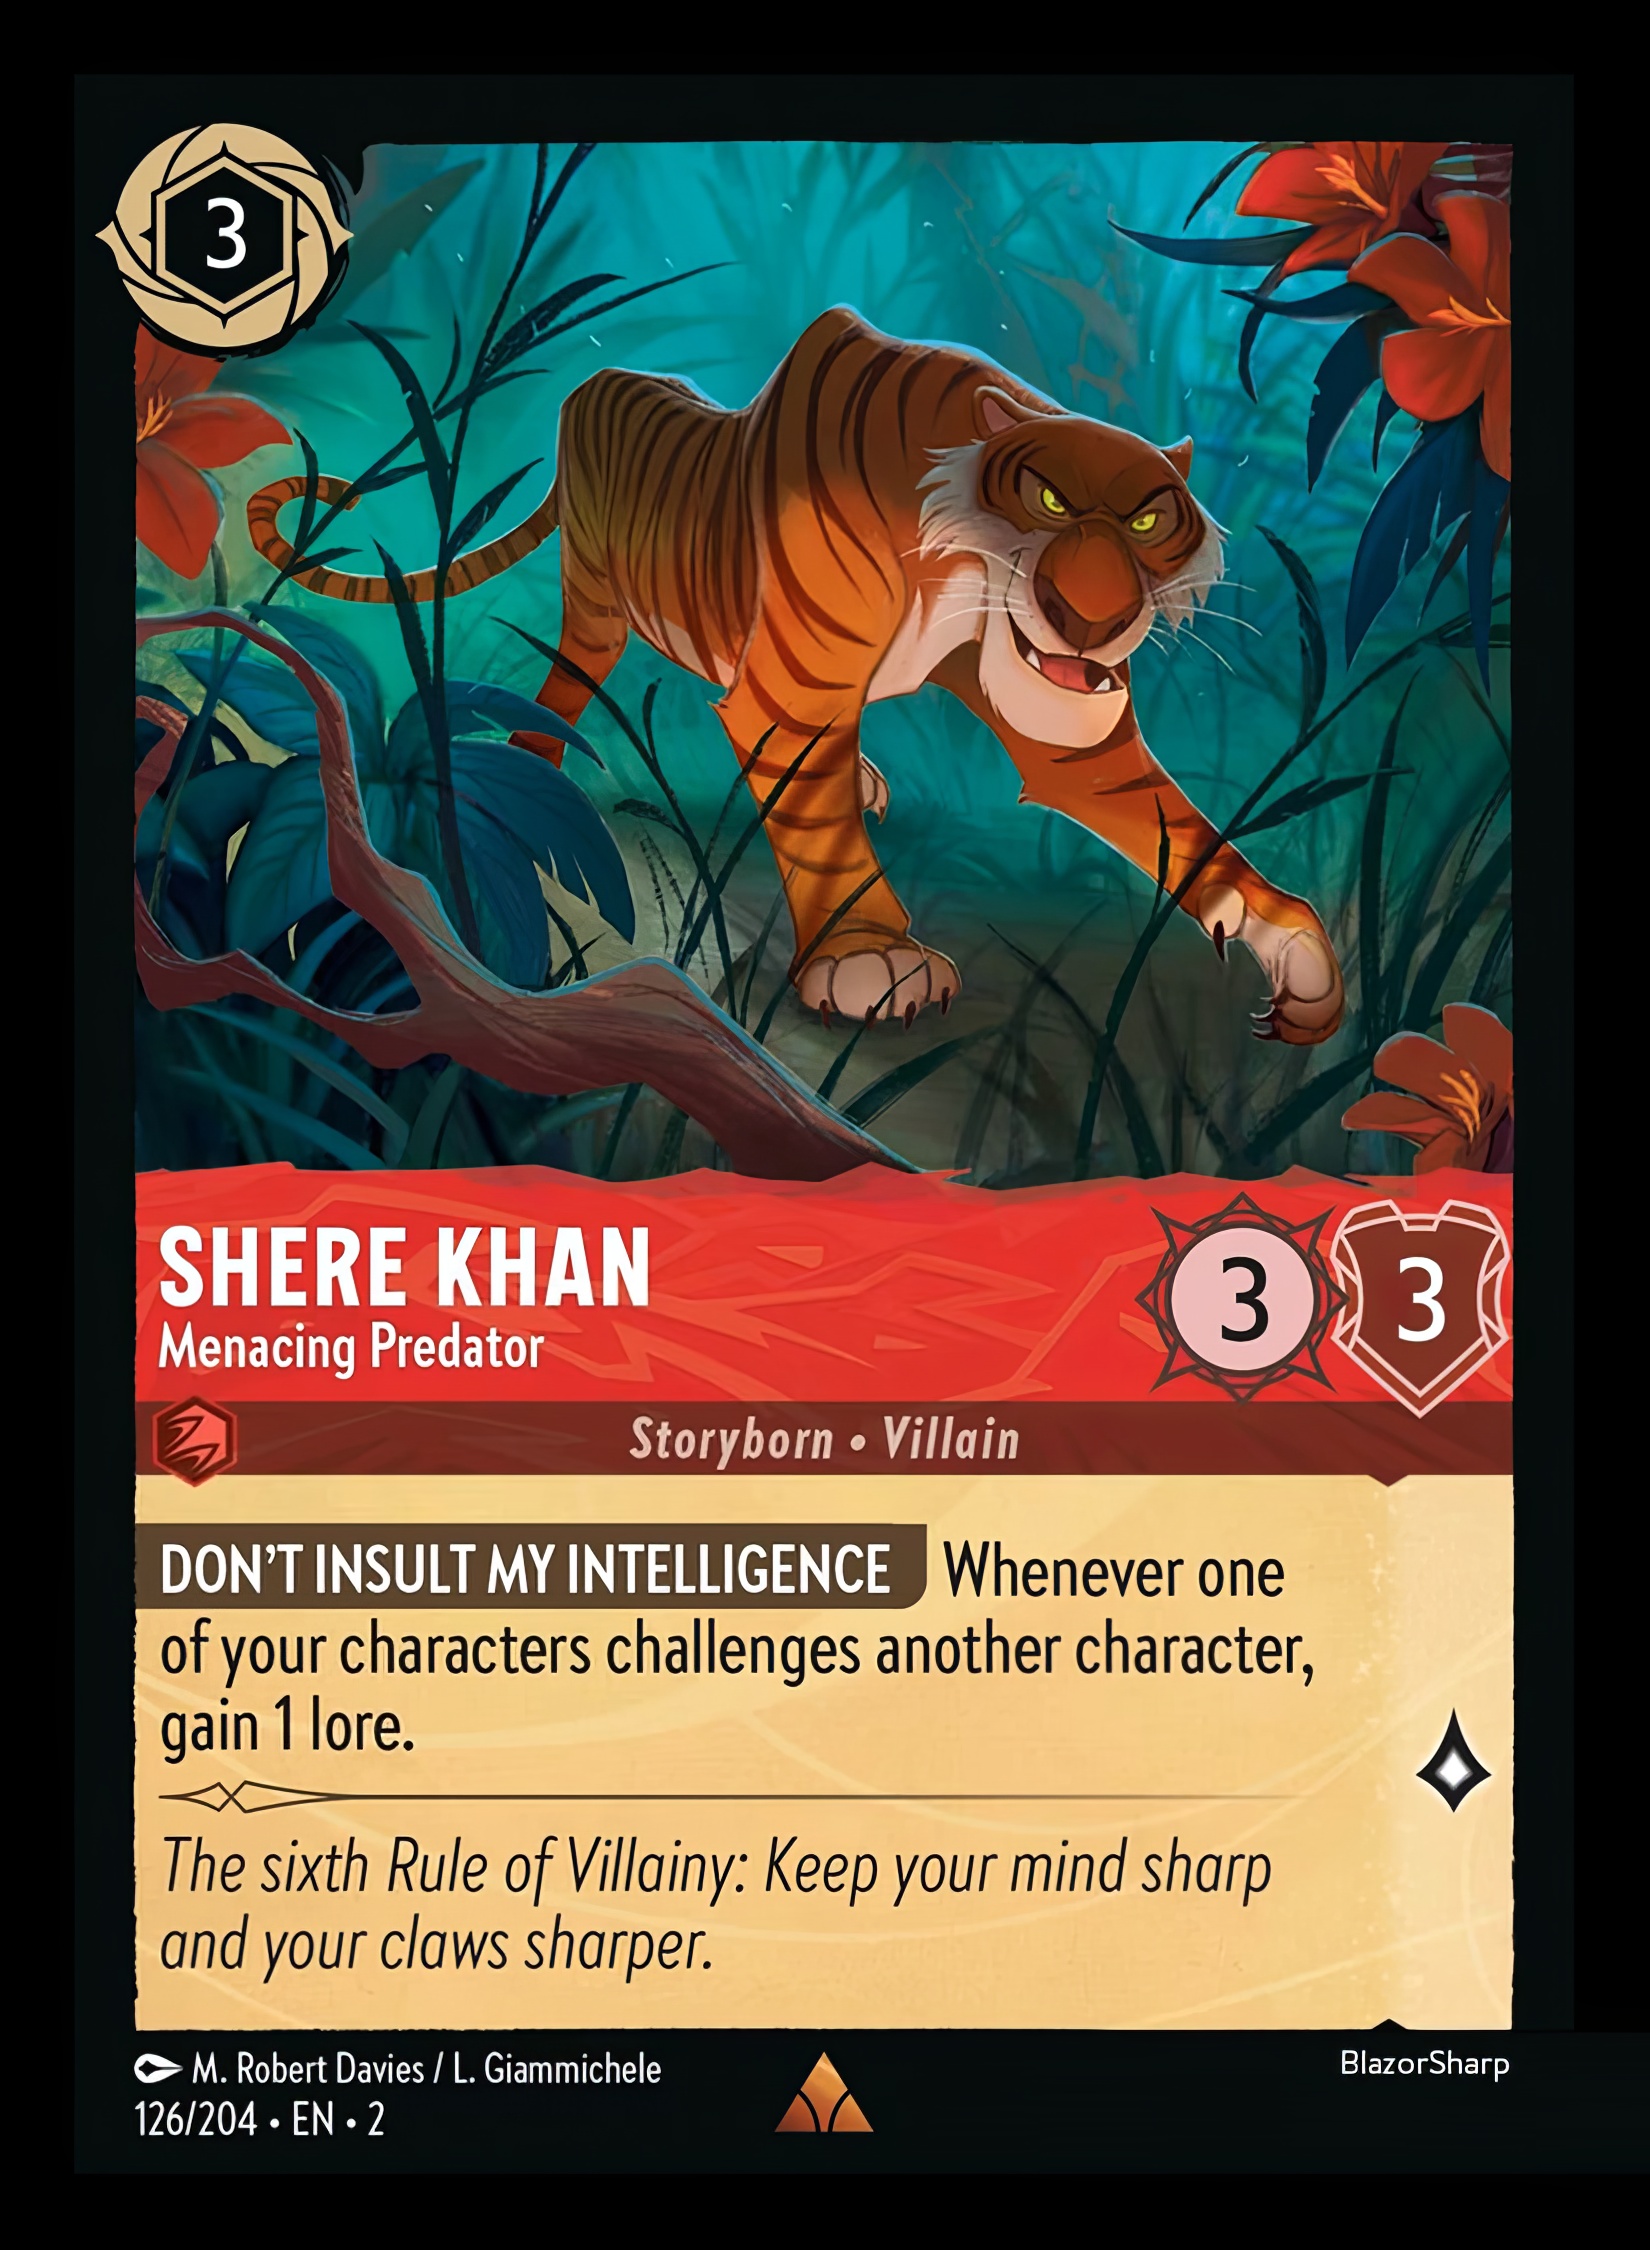 3
SHERE KHAN
Menacing Predator
3
3
Storyborn • Villain
DON'T INSULT MY INTELLIGENCE Whenever one
of your characters challenges another character,
gain 1 lore.
The sixth Rule of Villainy: Keep your mind sharp
and your claws sharper.
M. Robert Davies / L. Giammichele
BlazorSharp
126/204 • EN • 2